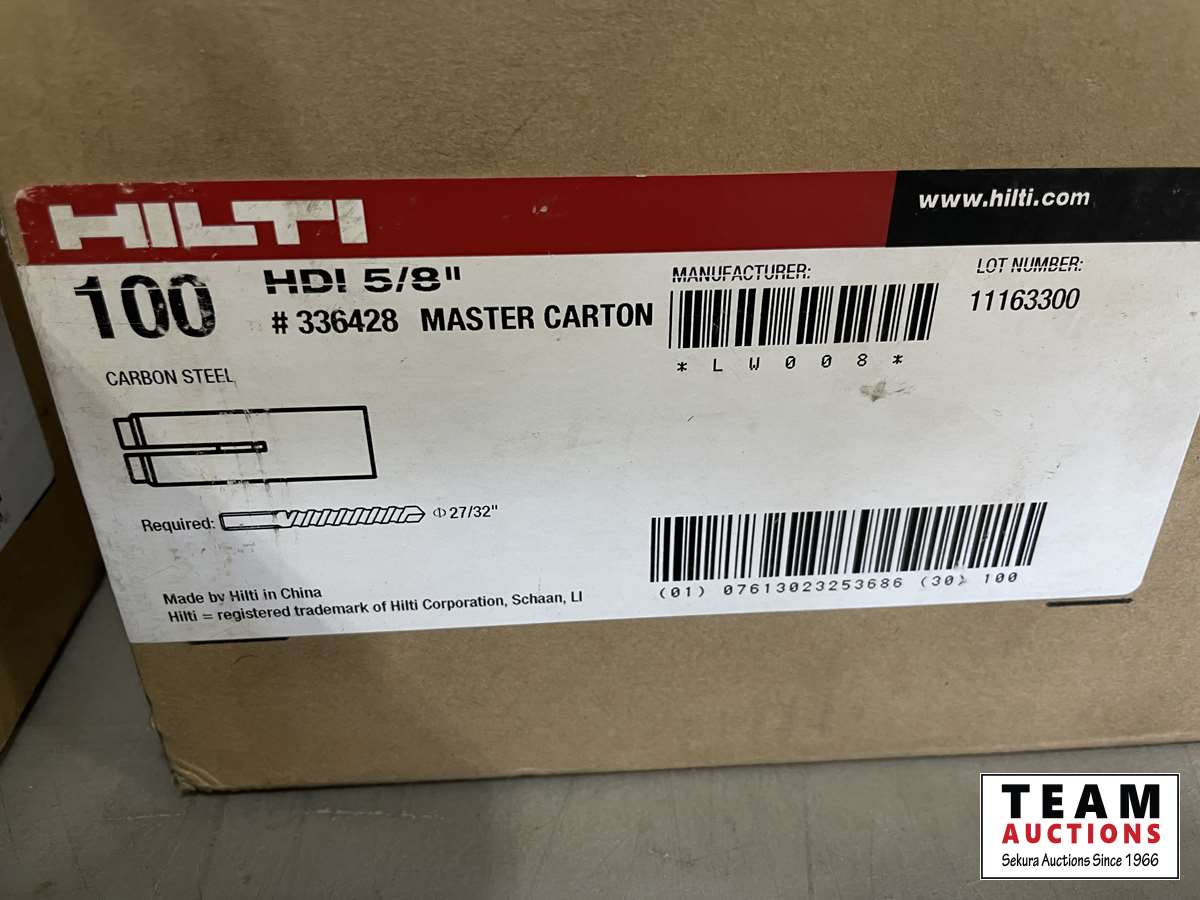 HILTI
www.hilti.com
100
HDI 5/8"
# 336428 MASTER CARTON
CARBON STEEL
MANUFACTURER:
* L W 0 0 8 *
LOT NUMBER:
11163300
Required: Φ 27/32"
(01) 07613023253686 (30) 100
Made by Hilti in China
Hilti = registered trademark of Hilti Corporation, Schaan, LI
TEAM
AUCTIONS
Sekura Auctions Since 1966